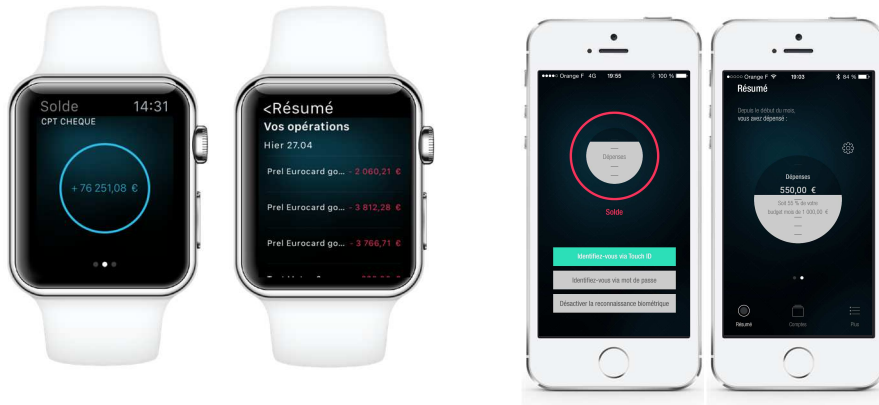 Solde 14:31
CPT CHEQUE
+ 76 251,08 €
<Résumé
Vos opérations
Hier 27.04
Prel Eurocard go... - 2 060,21 €
Prel Eurocard go... - 3 812,28 €
Prel Eurocard go... - 3 766,71 €
Orange F 4G 19:55 100 %
Dépenses
Solde
Identifiez-vous via Touch ID
Identifiez-vous via mot de passe
Désactiver la reconnaissance biométrique
Orange F 19:03 84 %
Résumé
Depuis le début du mois,
vous avez dépensé :
Dépenses
550,00 €
Soit 55 % de votre
budget mois de 1 000,00 €
Résumé Comptes Plus